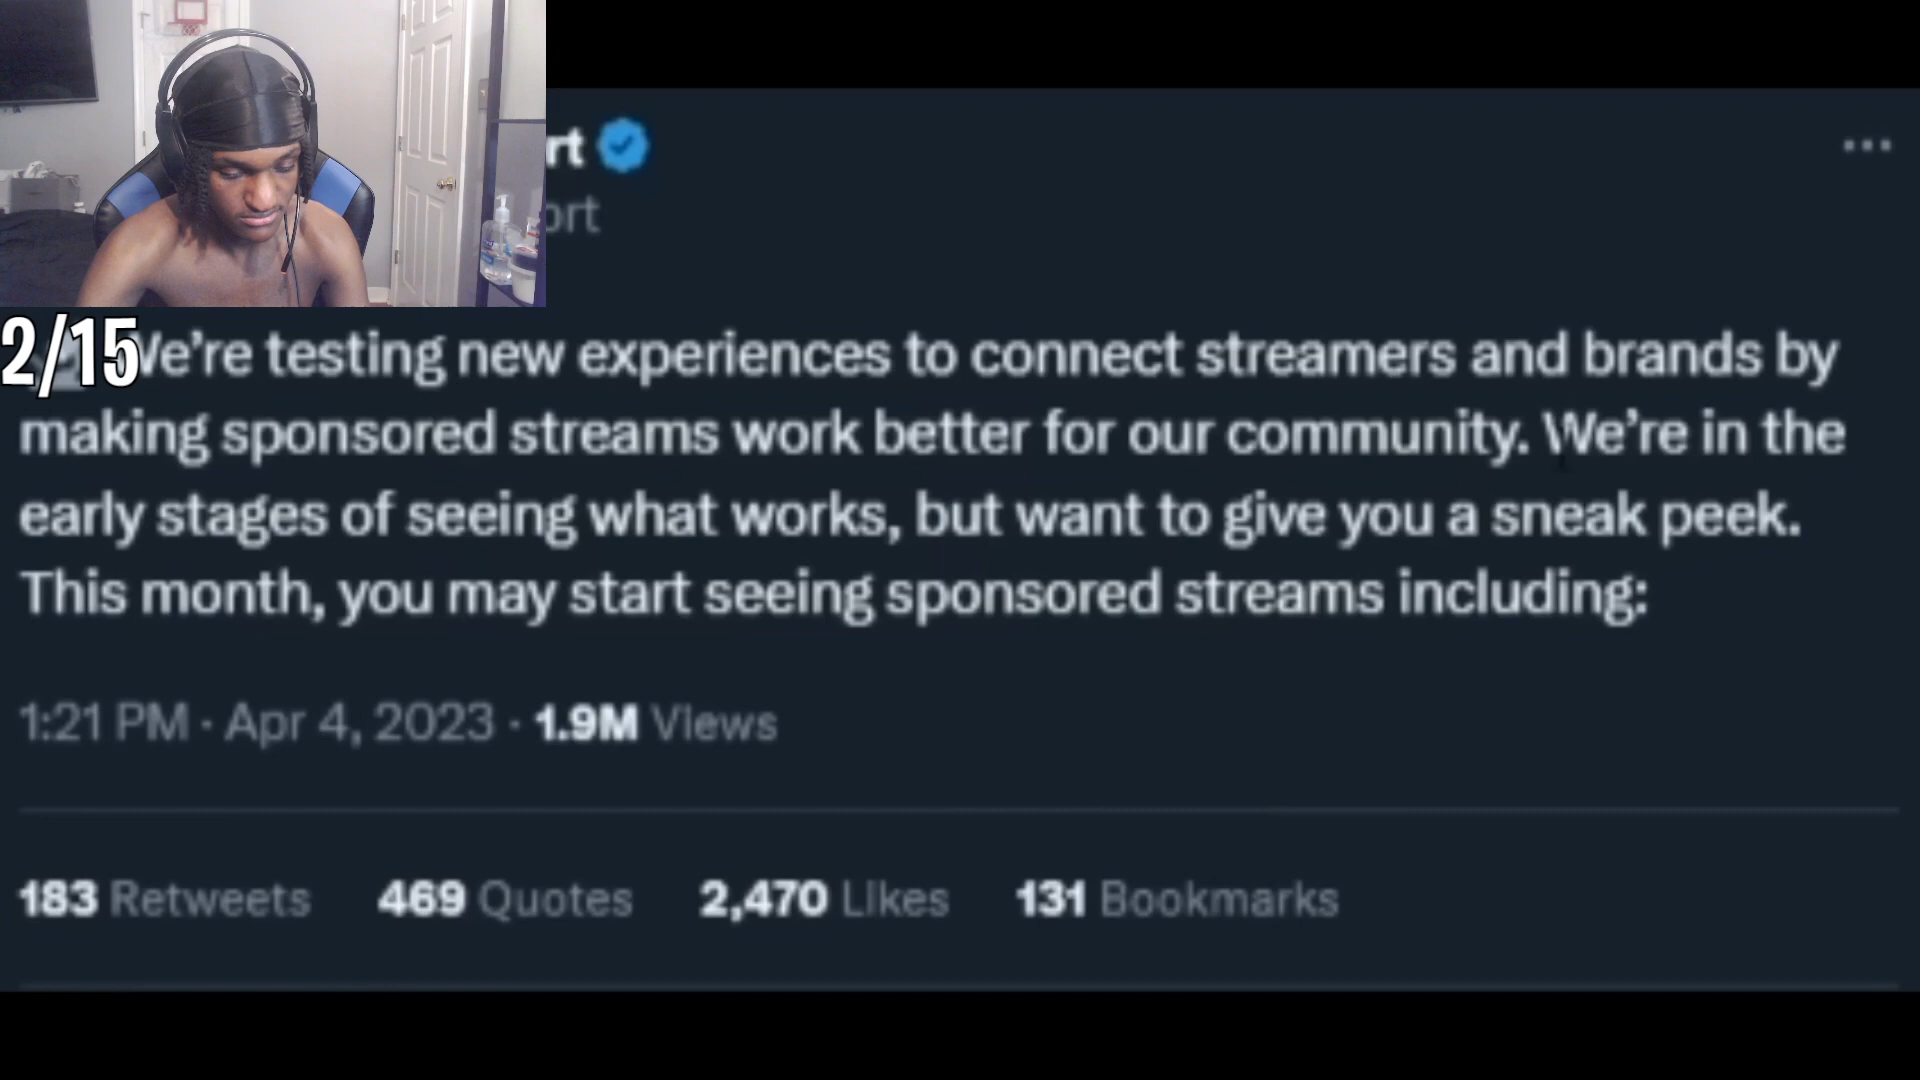 rt
ort
2/15
We're testing new experiences to connect streamers and brands by
making sponsored streams work better for our community. We're in the
early stages of seeing what works, but want to give you a sneak peek.
This month, you may start seeing sponsored streams including:
1:21 PM · Apr 4, 2023 · 1.9M Views
183 Retweets 469 Quotes 2,470 Likes 131 Bookmarks